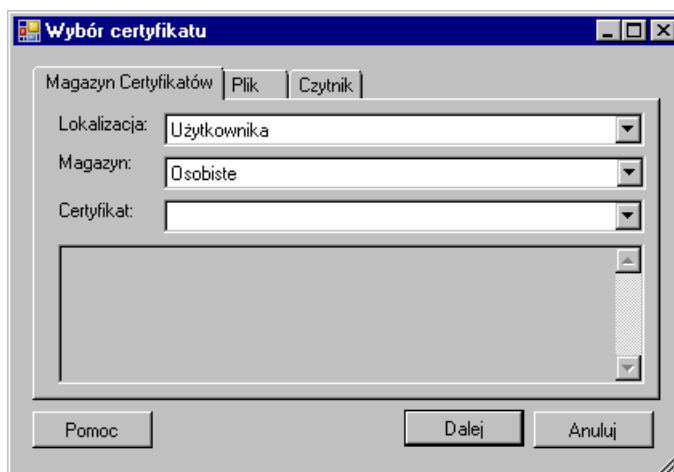 Wybór certyfikatu
Magazyn Certyfikatów Plik Czytnik
Lokalizacja: Użytkownika
Magazyn: Osobiste
Certyfikat:
Pomoc Dalej Anuluj